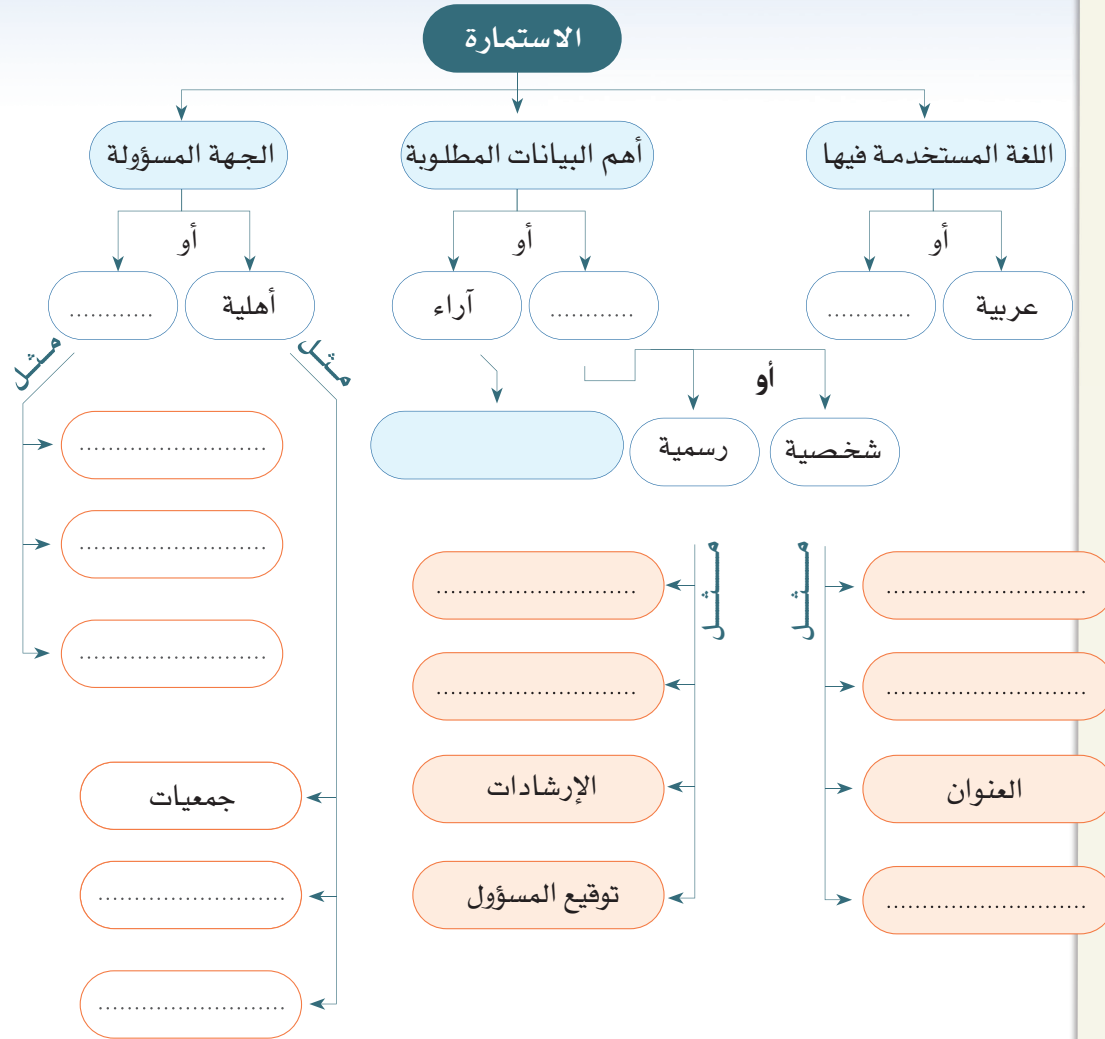 الاستمارة
اللغة المستخدمة فيها
أهم البيانات المطلوبة
الجهة المسؤولة
أو
أو
أو
عربية
............
............
آراء
أهلية
............
مثل
مثل
أو
شخصية
رسمية
..........................
..........................
..........................
مثل
مثل
............................
............................
............................
............................
العنوان
الإرشادات
جمعيات
............................
توقيع المسؤول
..........................
..........................